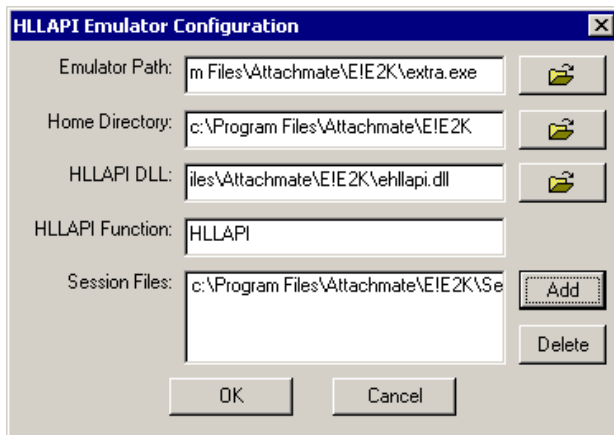 HLLAPI Emulator Configuration
Emulator Path: m Files\Attachmate\E!E2K\extra.exe
Home Directory: c:\Program Files\Attachmate\E!E2K
HLLAPI DLL: iles\Attachmate\E!E2K\ehllapi.dll
HLLAPI Function: HLLAPI
Session Files: c:\Program Files\Attachmate\E!E2K\Se
Add
Delete
OK Cancel